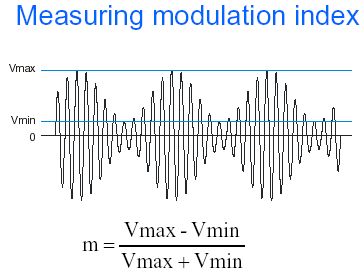 Measuring modulation index
Vmax
Vmin
0
m = Vmax - Vmin
Vmax + Vmin